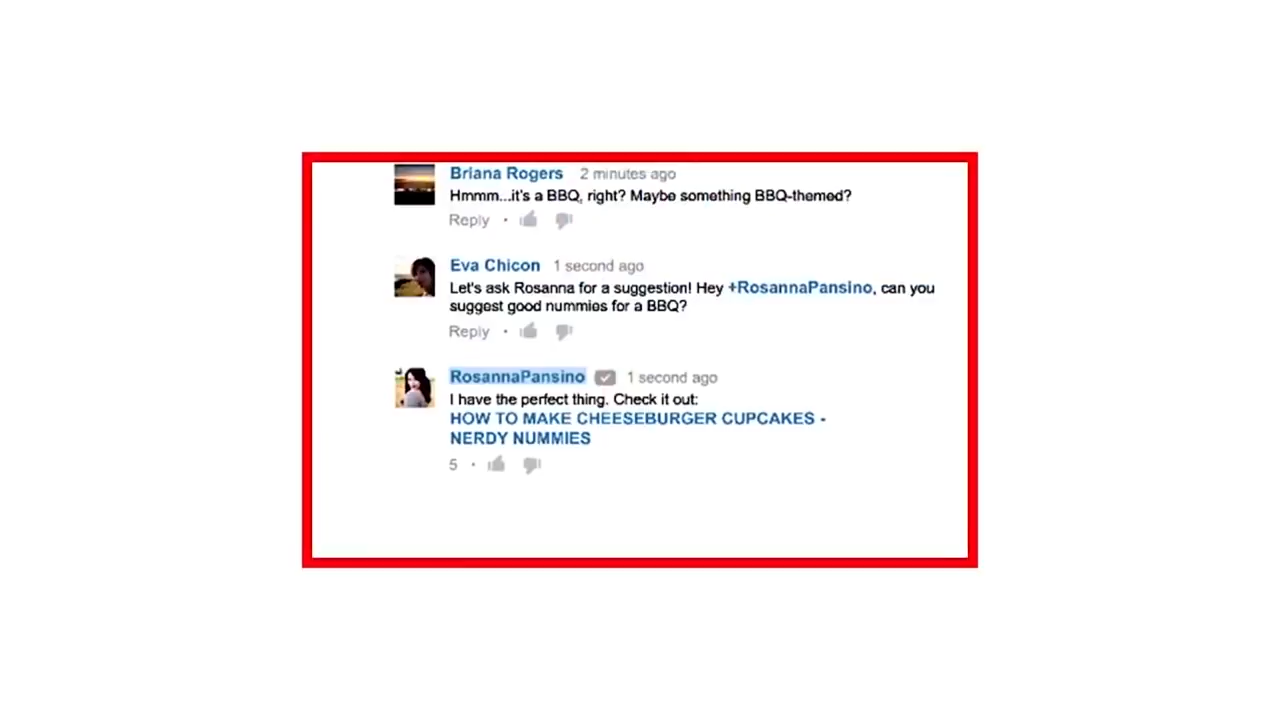 Briana Rogers 2 minutes ago
Hmmm...it's a BBQ, right? Maybe something BBQ-themed?
Reply •
Eva Chicon 1 second ago
Let's ask Rosanna for a suggestion! Hey +RosannaPansino, can you
suggest good nummies for a BBQ?
Reply •
RosannaPansino 1 second ago
I have the perfect thing. Check it out:
HOW TO MAKE CHEESEBURGER CUPCAKES -
NERDY NUMMIES
5 •